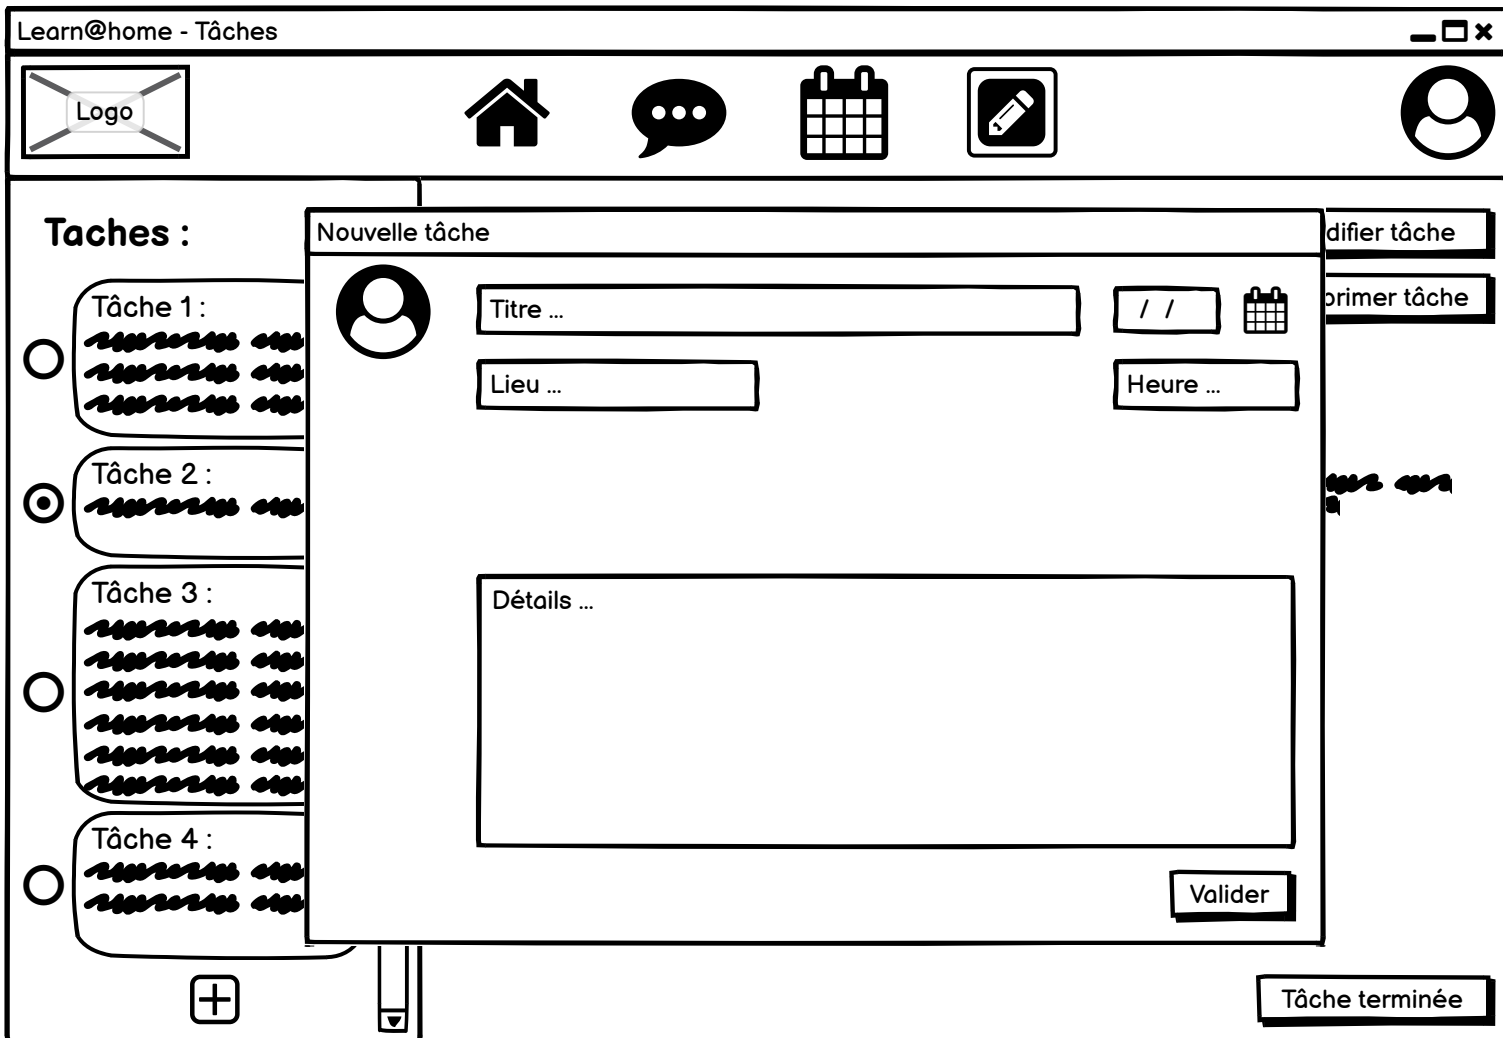 Learn@home - Tâches
Logo
Taches :
Nouvelle tâche
difier tâche
primer tâche
Titre ...
/ /
Lieu ...
Heure ...
Détails ...
Valider
Tâche 1 :
Tâche 2 :
Tâche 3 :
Tâche 4 :
Tâche terminée